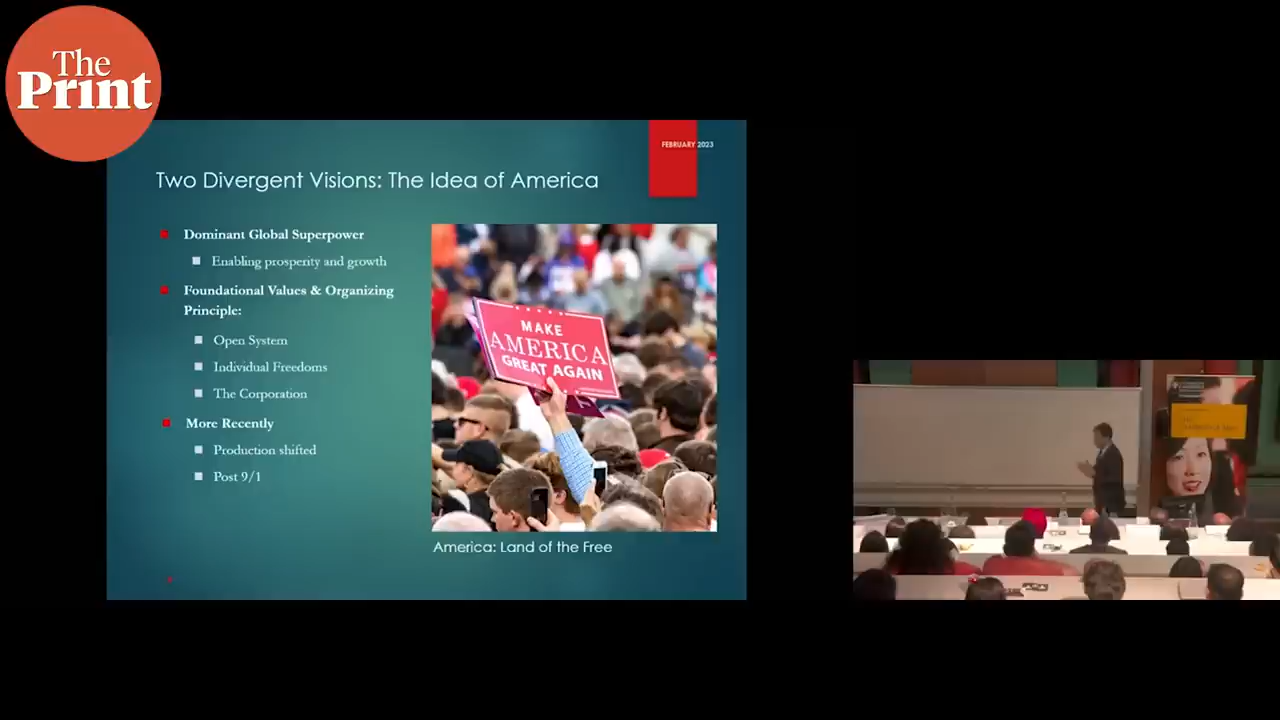 The
Print
FEBRUARY 2023
Two Divergent Visions: The Idea of America
Dominant Global Superpower
Enabling prosperity and growth
Foundational Values & Organizing
Principle:
Open System
Individual Freedoms
The Corporation
More Recently
Production shifted
Post 9/1
MAKE
AMERICA
GREAT AGAIN
America: Land of the Free